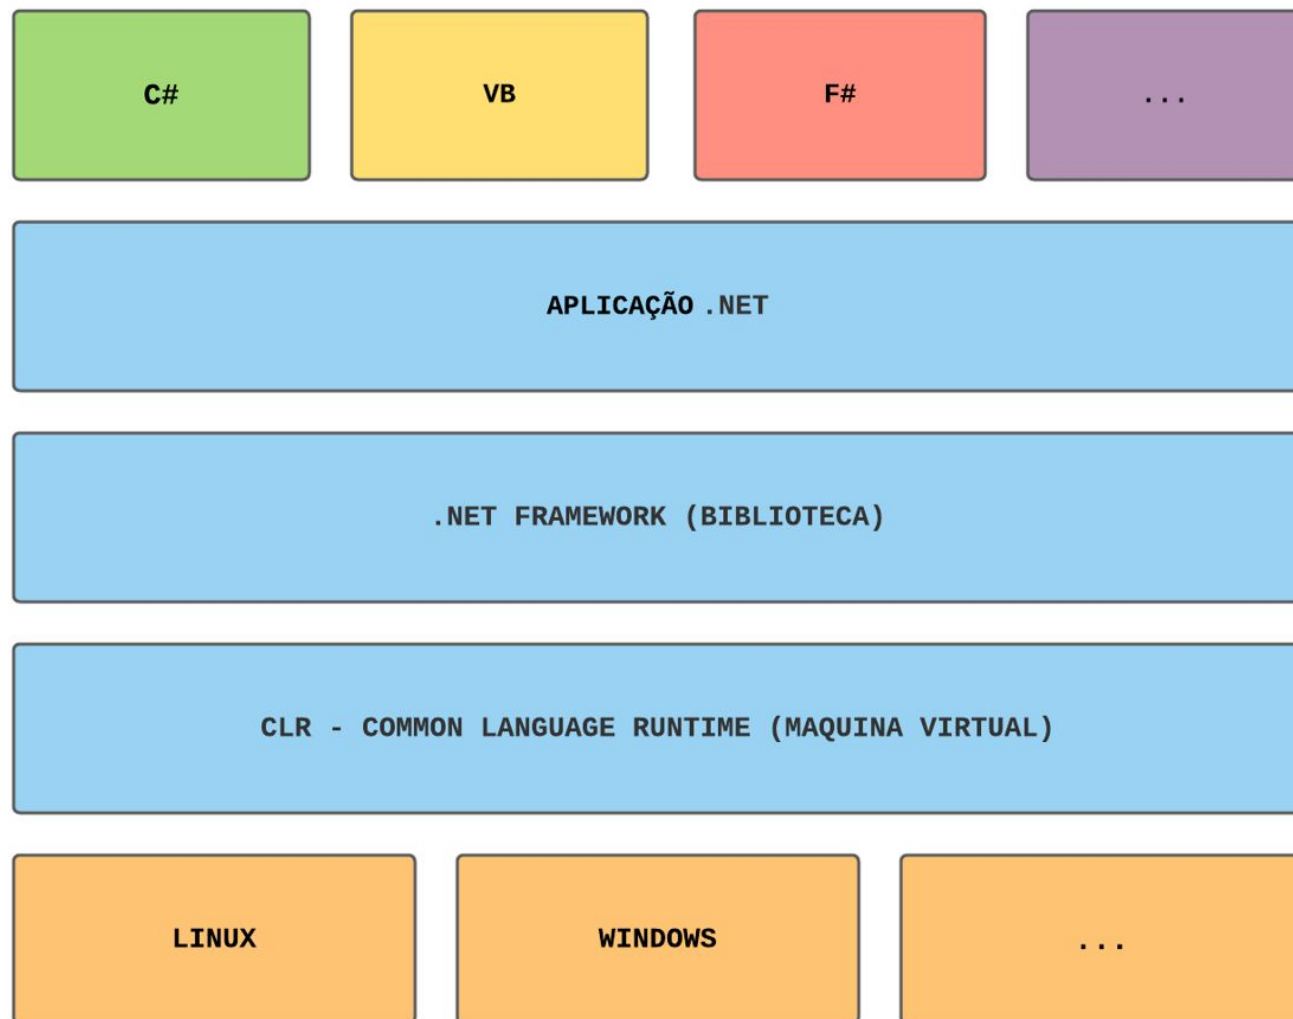 C#
VB
F#
...
APLICAÇÃO .NET
.NET FRAMEWORK (BIBLIOTECA)
CLR - COMMON LANGUAGE RUNTIME (MAQUINA VIRTUAL)
LINUX
WINDOWS
...